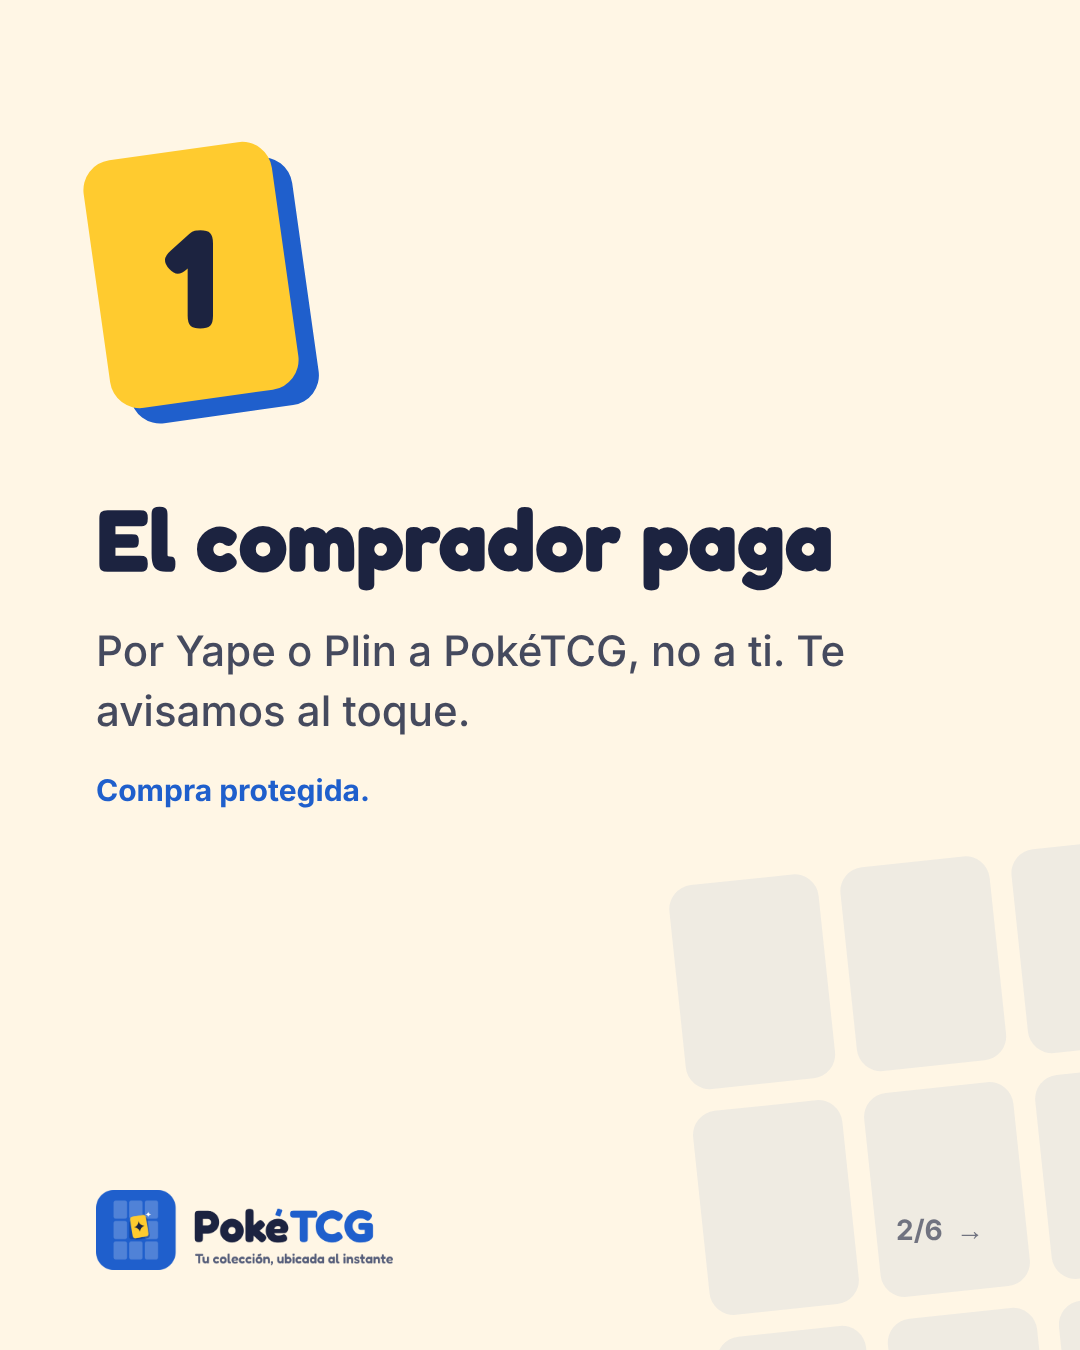 1
El comprador paga
Por Yape o Plin a PokéTCG, no a ti. Te
avisamos al toque.
Compra protegida.
PokéTCG
Tu colección, ubicada al instante
2/6 →